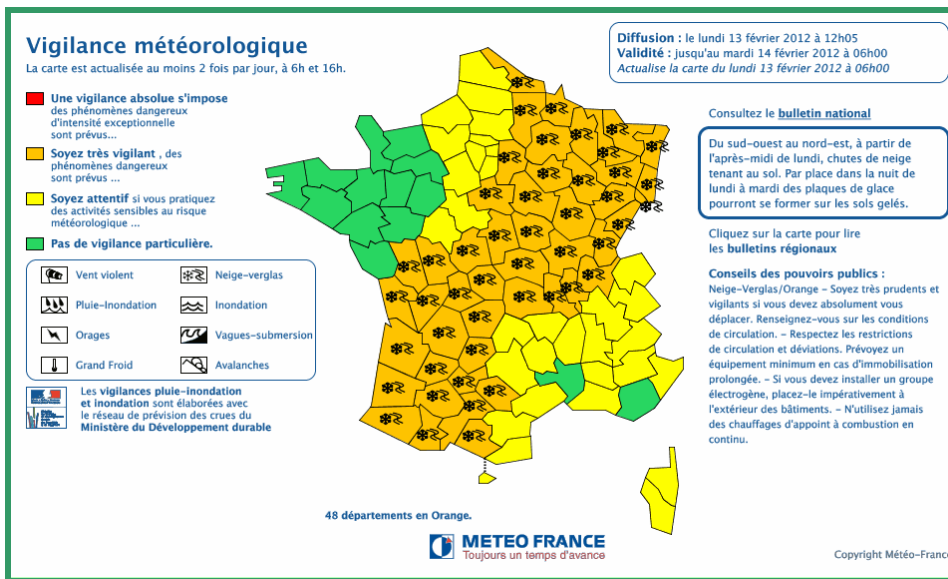 Vigilance météorologique
La carte est actualisée au moins 2 fois par jour, à 6h et 16h.
Diffusion : le lundi 13 février 2012 à 12h05
Validité : jusqu'au mardi 14 février 2012 à 06h00
Actualise la carte du lundi 13 février 2012 à 06h00
Une vigilance absolue s'impose
des phénomènes dangereux
d'intensité exceptionnelle
sont prévus...
Soyez très vigilant , des
phénomènes dangereux
sont prévus ...
Soyez attentif si vous pratiquez
des activités sensibles au risque
météorologique ...
Pas de vigilance particulière.
Vent violent
Neige-verglas
Pluie-Inondation
Inondation
Orages
Vagues-submersion
Grand Froid
Avalanches
Les vigilances pluie-inondation
et inondation sont élaborées avec
le réseau de prévision des crues du
Ministère du Développement durable
Consultez le bulletin national
Du sud-ouest au nord-est, à partir de
l'après-midi de lundi, chutes de neige
tenant au sol. Par place dans la nuit de
lundi à mardi des plaques de glace
pourront se former sur les sols gelés.
Cliquez sur la carte pour lire
les bulletins régionaux
Conseils des pouvoirs publics :
Neige-Verglas/Orange - Soyez très prudents et
vigilants si vous devez absolument vous
déplacer. Renseignez-vous sur les conditions
de circulation. - Respectez les restrictions
de circulation et déviations. Prévoyez un
équipement minimum en cas d'immobilisation
prolongée. - Si vous devez installer un groupe
électrogène, placez-le impérativement à
l'extérieur des bâtiments. - N'utilisez jamais
des chauffages d'appoint à combustion en
continu.
48 départements en Orange.
METEO FRANCE
Toujours un temps d'avance
Copyright Météo-France